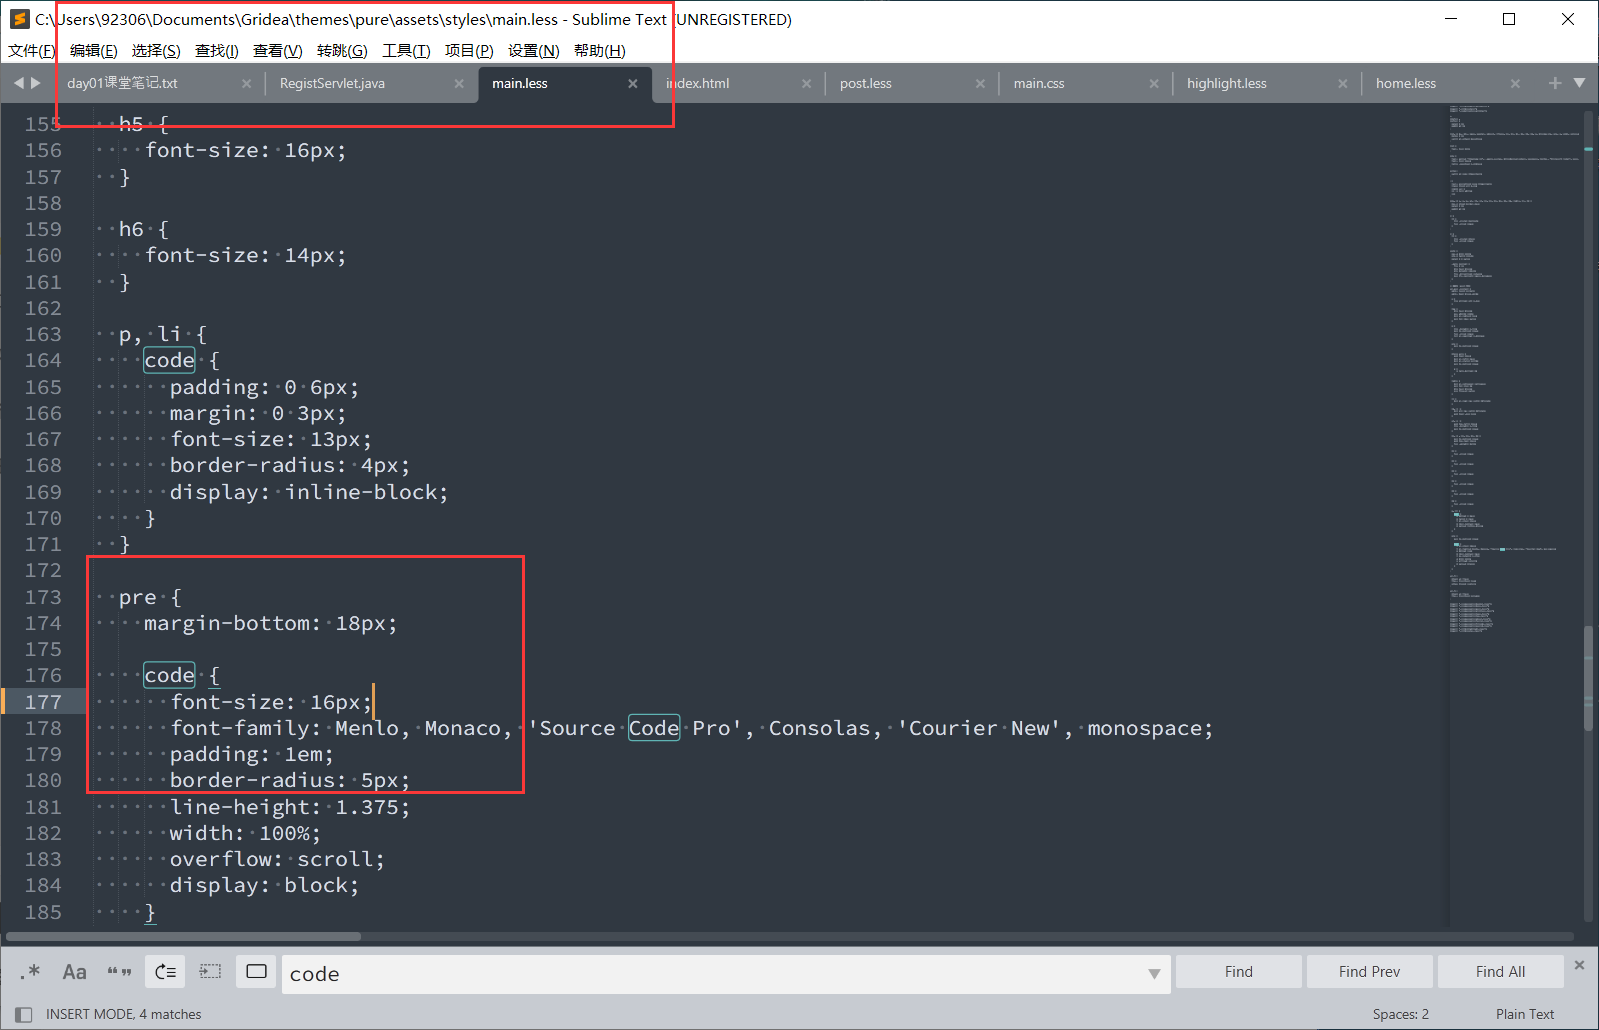 C:\Users\92306\Documents\Gridea\themes\pure\assets\styles\main.less - Sublime Text (UNREGISTERED)
文件(F) 编辑(E) 选择(S) 查找(I) 查看(V) 转跳(G) 工具(T) 项目(P) 设置(N) 帮助(H)
day01课堂笔记.txt RegistServlet.java main.less index.html post.less main.css highlight.less home.less
155 h5 {
156 font-size: 16px;
157 }
158
159 h6 {
160 font-size: 14px;
161 }
162
163 p, li {
164 code {
165 padding: 0 6px;
166 margin: 0 3px;
167 font-size: 13px;
168 border-radius: 4px;
169 display: inline-block;
170 }
171 }
172
173 pre {
174 margin-bottom: 18px;
175
176 code {
177 font-size: 16px;
178 font-family: Menlo, Monaco, 'Source Code Pro', Consolas, 'Courier New', monospace;
179 padding: 1em;
180 border-radius: 5px;
181 line-height: 1.375;
182 width: 100%;
183 overflow: scroll;
184 display: block;
185 }
.* Aa “” code Find Find Prev Find All
INSERT MODE, 4 matches Spaces: 2 Plain Text